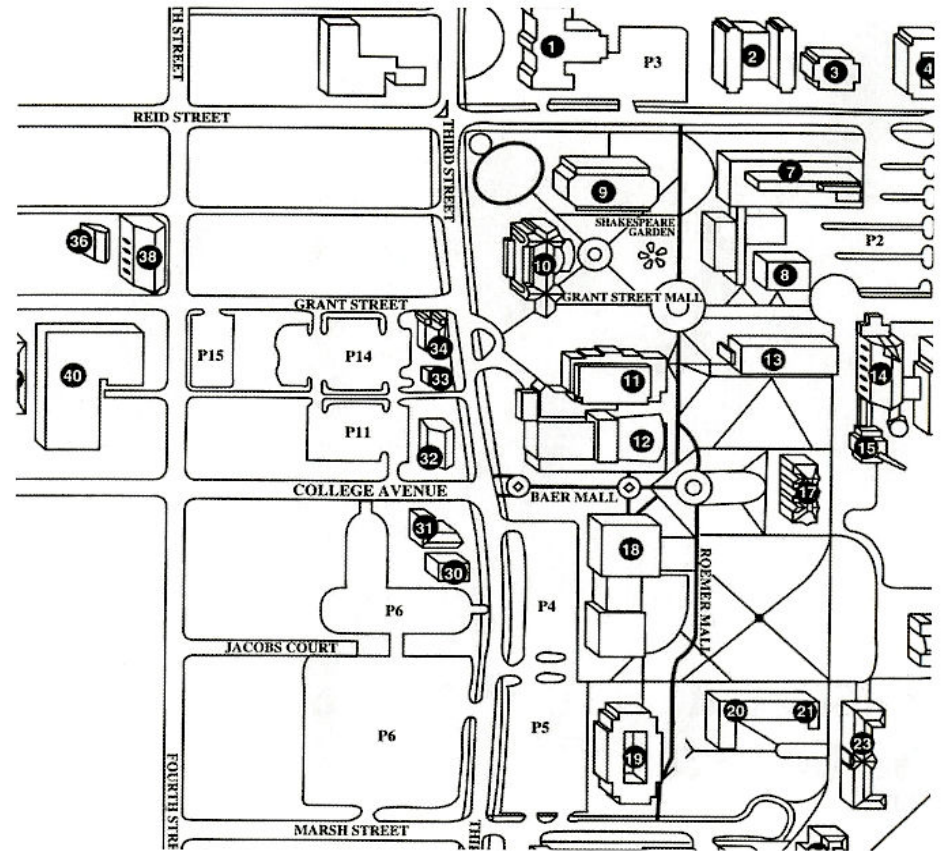 TH STREET
1
P3
2
3
4
REID STREET
THIRD STREET
9
7
36
38
SHAKESPEARE
GARDEN
10
P2
8
GRANT STREET
GRANT STREET MALL
34
P15
P14
33
40
11
13
14
P11
32
12
15
COLLEGE AVENUE
BAER MALL
17
31
18
30
ROEMER MALL
P6
P4
JACOBS COURT
P6
P5
20
21
19
23
FOURTH STRE
MARSH STREET
THI